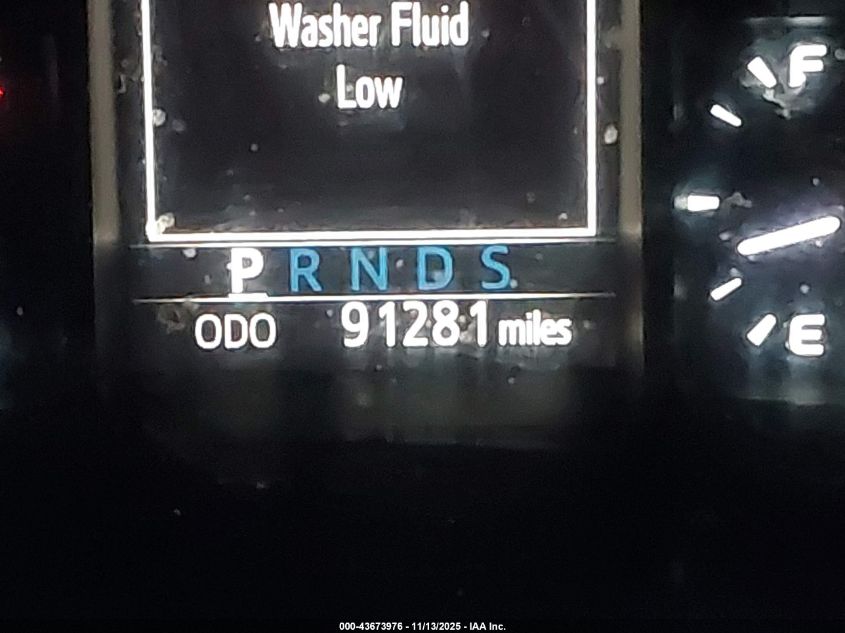 Washer Fluid
Low
F
P R N D S
ODO 91281 miles
E
000-43673976 - 11/13/2025 - IAA Inc.